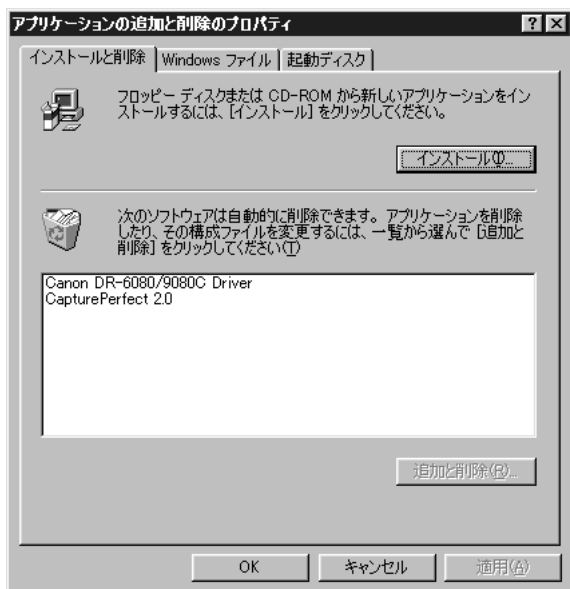 アプリケーションの追加と削除のプロパティ
インストールと削除
Windows ファイル
起動ディスク
フロッピー ディスクまたは CD-ROM から新しいアプリケーションをイン
ストールするには、[インストール] をクリックしてください。
インストール(I)...
次のソフトウェアは自動的に削除できます。アプリケーションを削除
したり、その構成ファイルを変更するには、一覧から選んで [追加と
削除] をクリックしてください(T)
Canon DR-6080/9080C Driver
CapturePerfect 2.0
追加と削除(R)...
OK
キャンセル
適用(A)